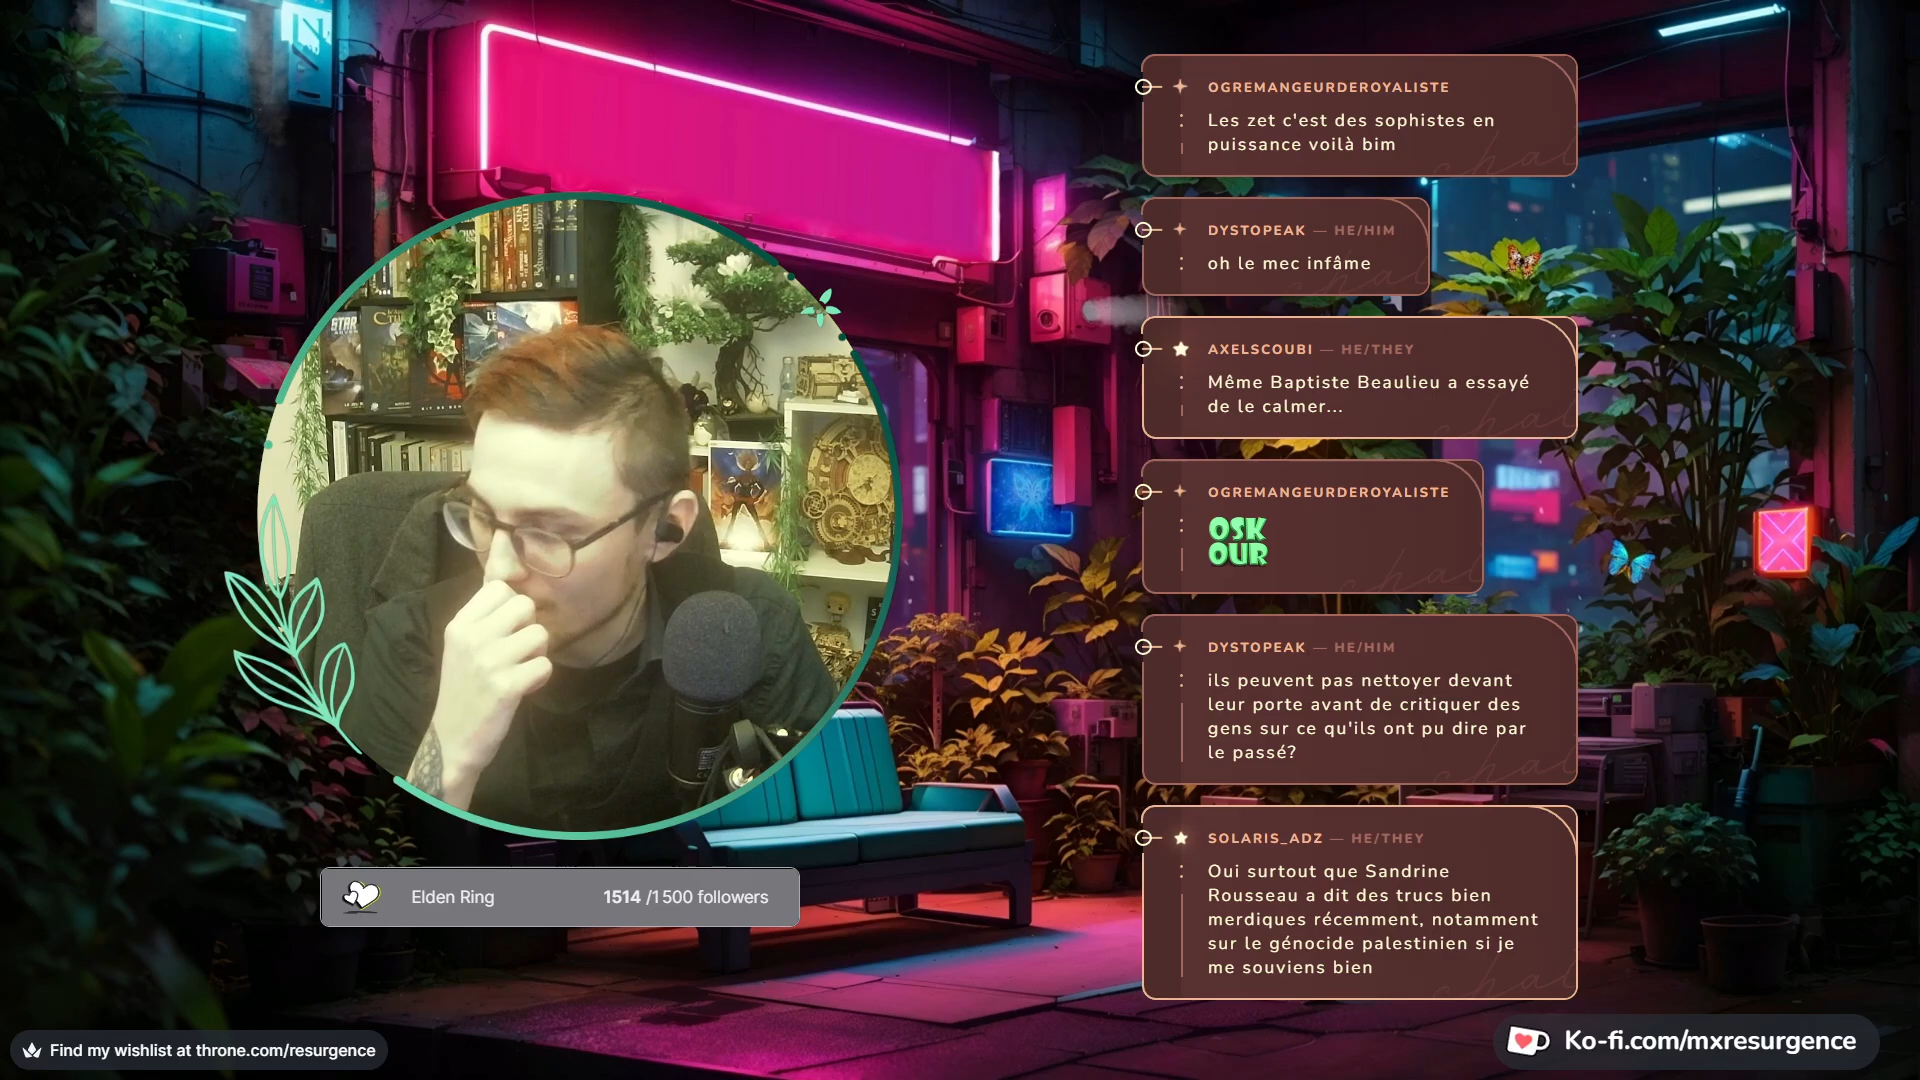 OGREMANGEURDEROYALISTE
Les zet c'est des sophistes en
puissance voilà bim
DYSTOPEAK — HE/HIM
oh le mec infâme
AXELSCOUBI — HE/THEY
Même Baptiste Beaulieu a essayé
de le calmer...
OGREMANGEURDEROYALISTE
OSK
OUR
DYSTOPEAK — HE/HIM
ils peuvent pas nettoyer devant
leur porte avant de critiquer des
gens sur ce qu'ils ont pu dire par
le passé?
SOLARIS_ADZ — HE/THEY
Oui surtout que Sandrine
Rousseau a dit des trucs bien
merdiques récemment, notamment
sur le génocide palestinien si je
me souviens bien
Elden Ring 1514 /1 500 followers
Find my wishlist at throne.com/resurgence
Ko-fi.com/mxresurgence